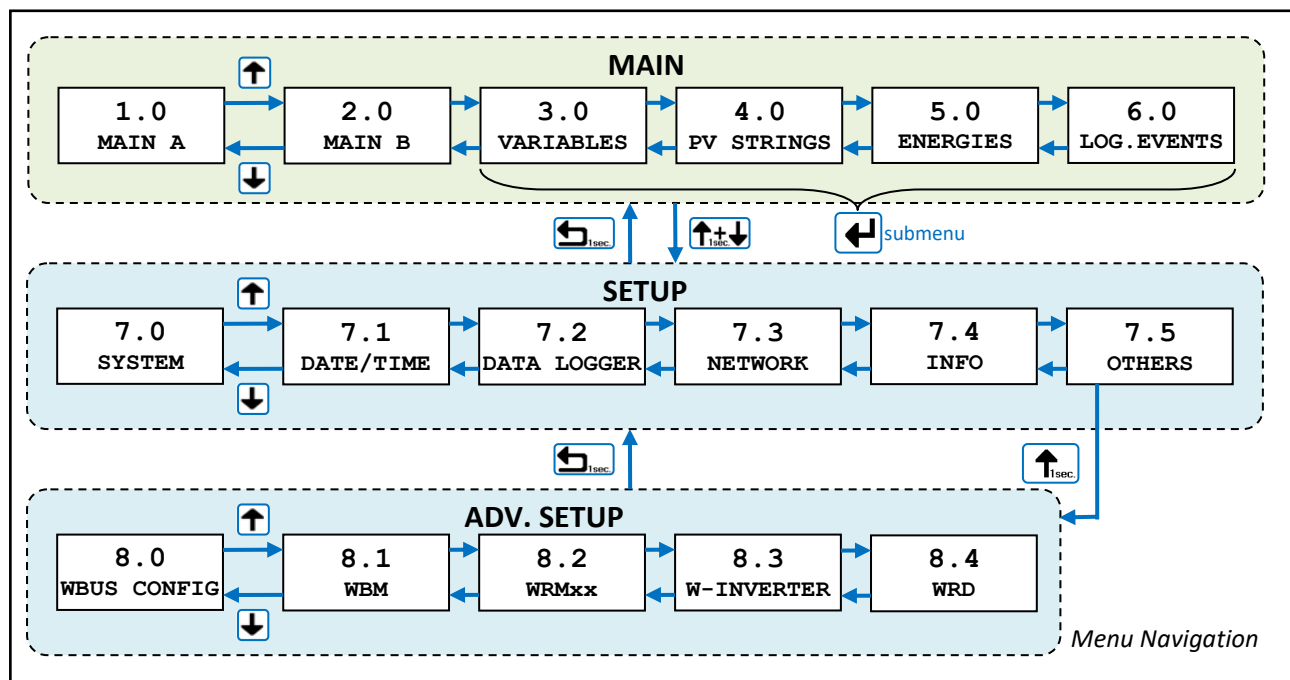 MAIN
1.0
MAIN A
2.0
MAIN B
3.0
VARIABLES
4.0
PV STRINGS
5.0
ENERGIES
6.0
LOG.EVENTS
1sec.
1sec.
+
submenu
SETUP
7.0
SYSTEM
7.1
DATE/TIME
7.2
DATA LOGGER
7.3
NETWORK
7.4
INFO
7.5
OTHERS
1sec.
1sec.
ADV. SETUP
8.0
WBUS CONFIG
8.1
WBM
8.2
WRMxx
8.3
W-INVERTER
8.4
WRD
Menu Navigation